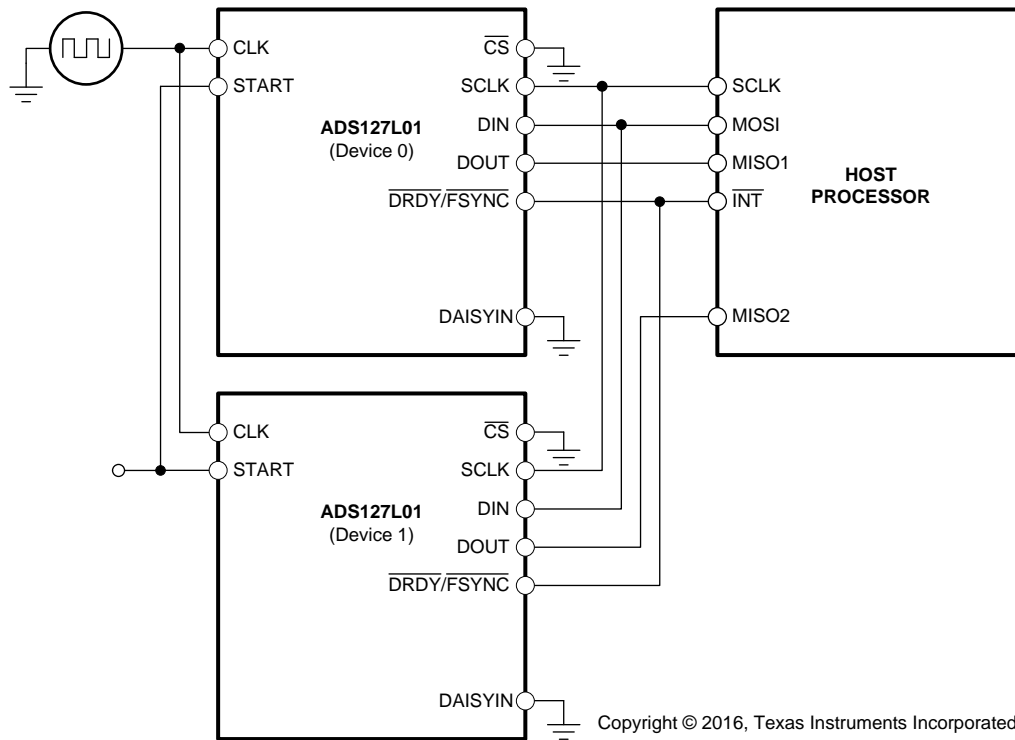 CLK
START
ADS127L01
(Device 0)
CS
SCLK
DIN
DOUT
DRDY/FSYNC
DAISYIN
SCLK
MOSI
MISO1
INT
MISO2
HOST
PROCESSOR
CLK
START
ADS127L01
(Device 1)
CS
SCLK
DIN
DOUT
DRDY/FSYNC
DAISYIN
Copyright © 2016, Texas Instruments Incorporated